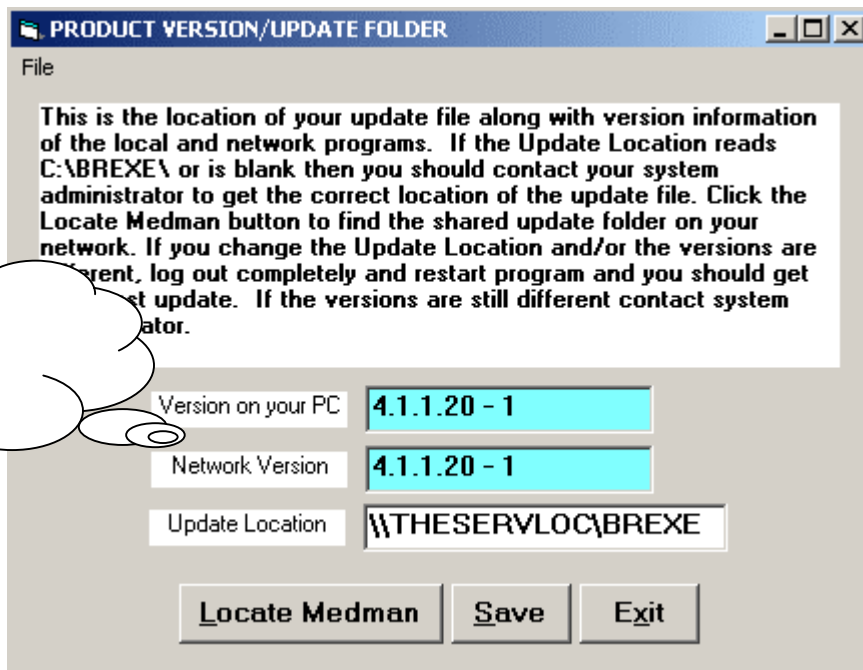 PRODUCT VERSION/UPDATE FOLDER
File
This is the location of your update file along with version information
of the local and network programs.  If the Update Location reads
C:\BREXE\ or is blank then you should contact your system
administrator to get the correct location of the update file. Click the
Locate Medman button to find the shared update folder on your
network. If you change the Update Location and/or the versions are
log out completely and restart program and you should get
update.  If the versions are still different contact system
Version on your PC
4.1.1.20 - 1
Network Version
4.1.1.20 - 1
Update Location
\\THESERVLOC\BREXE
Locate Medman
Save
Exit